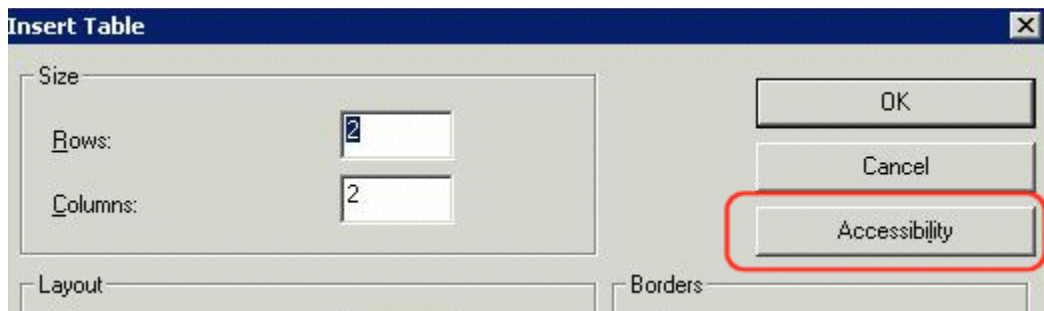 Insert Table
Size
Rows: 2
Columns: 2
OK
Cancel
Accessibility
Layout
Borders